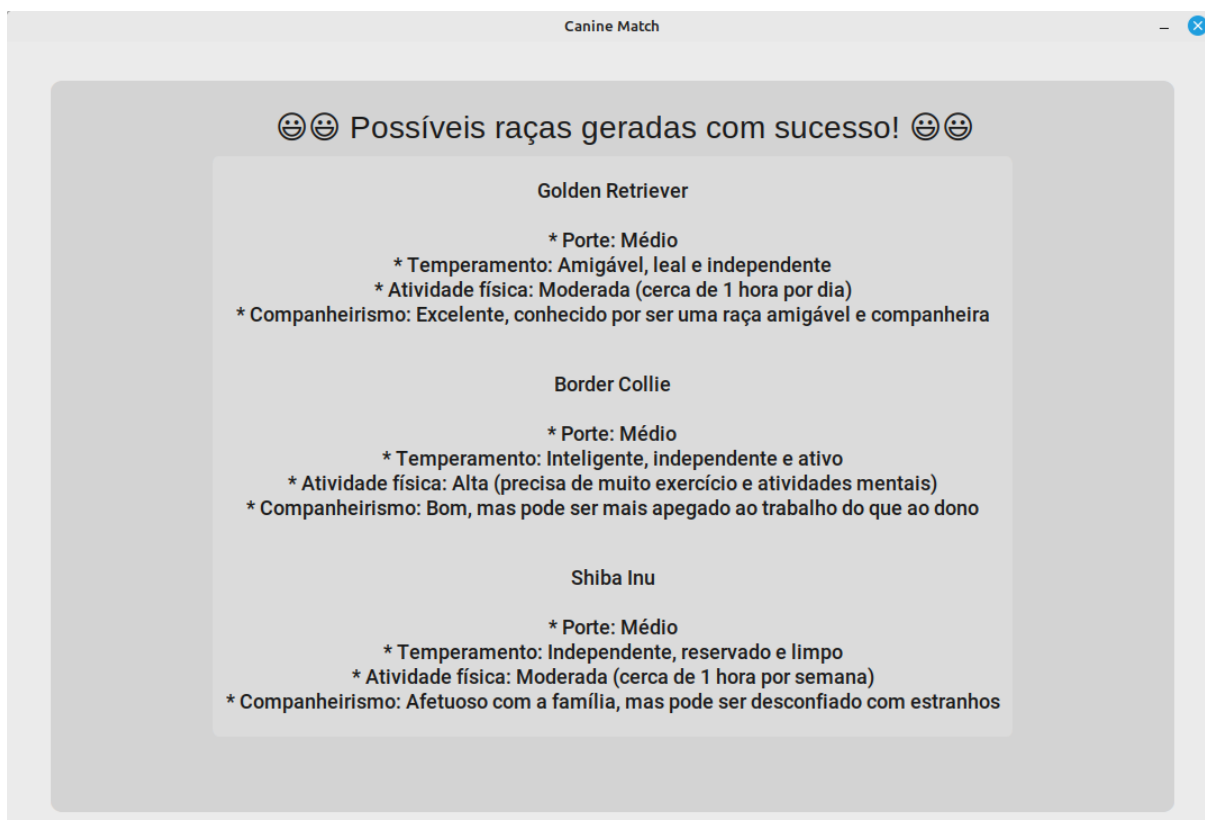 Canine Match
😃😃 Possíveis raças geradas com sucesso! 😃😃
Golden Retriever
* Porte: Médio
* Temperamento: Amigável, leal e independente
* Atividade física: Moderada (cerca de 1 hora por dia)
* Companheirismo: Excelente, conhecido por ser uma raça amigável e companheira
Border Collie
* Porte: Médio
* Temperamento: Inteligente, independente e ativo
* Atividade física: Alta (precisa de muito exercício e atividades mentais)
* Companheirismo: Bom, mas pode ser mais apegado ao trabalho do que ao dono
Shiba Inu
* Porte: Médio
* Temperamento: Independente, reservado e limpo
* Atividade física: Moderada (cerca de 1 hora por semana)
* Companheirismo: Afetuoso com a família, mas pode ser desconfiado com estranhos